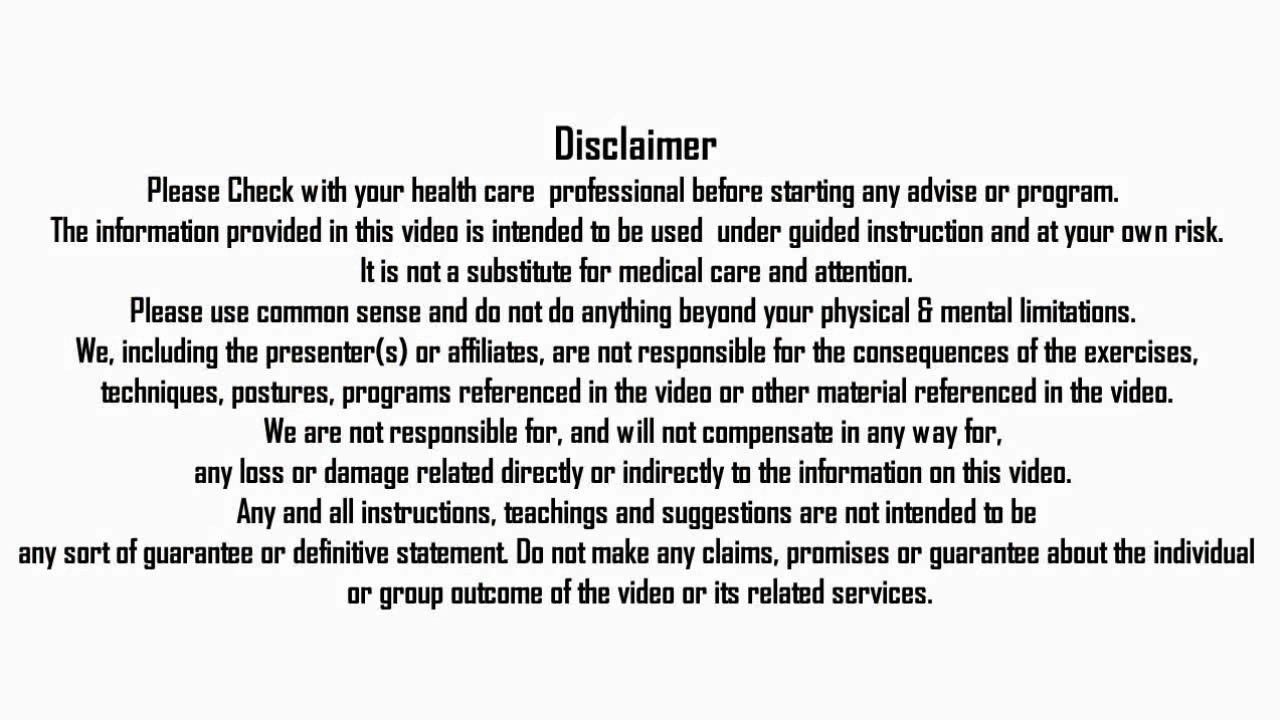 Disclaimer
Please Check with your health care professional before starting any advise or program.
The information provided in this video is intended to be used under guided instruction and at your own risk.
It is not a substitute for medical care and attention.
Please use common sense and do not do anything beyond your physical & mental limitations.
We, including the presenter(s) or affiliates, are not responsible for the consequences of the exercises,
techniques, postures, programs referenced in the video or other material referenced in the video.
We are not responsible for, and will not compensate in any way for,
any loss or damage related directly or indirectly to the information on this video.
Any and all instructions, teachings and suggestions are not intended to be
any sort of guarantee or definitive statement. Do not make any claims, promises or guarantee about the individual
or group outcome of the video or its related services.